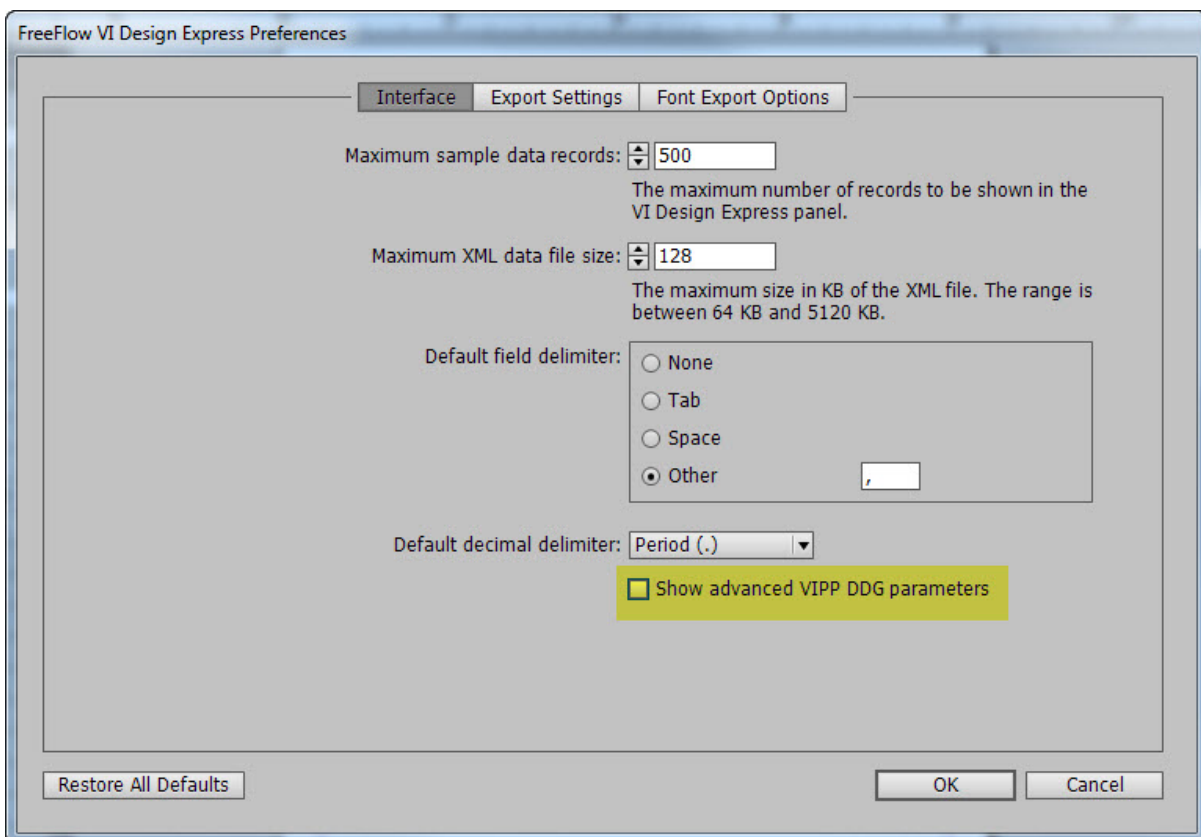 FreeFlow VI Design Express Preferences
Interface
Export Settings
Font Export Options
Maximum sample data records: 500
The maximum number of records to be shown in the
VI Design Express panel.
Maximum XML data file size: 128
The maximum size in KB of the XML file. The range is
between 64 KB and 5120 KB.
Default field delimiter:
None
Tab
Space
Other ,
Default decimal delimiter: Period (.)
Show advanced VIPP DDG parameters
Restore All Defaults
OK
Cancel